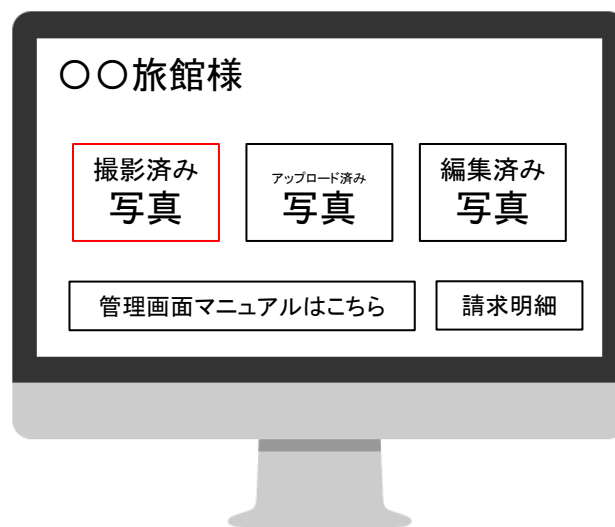 〇〇旅館様
撮影済み
写真
アップロード済み
写真
編集済み
写真
管理画面マニュアルはこちら
請求明細